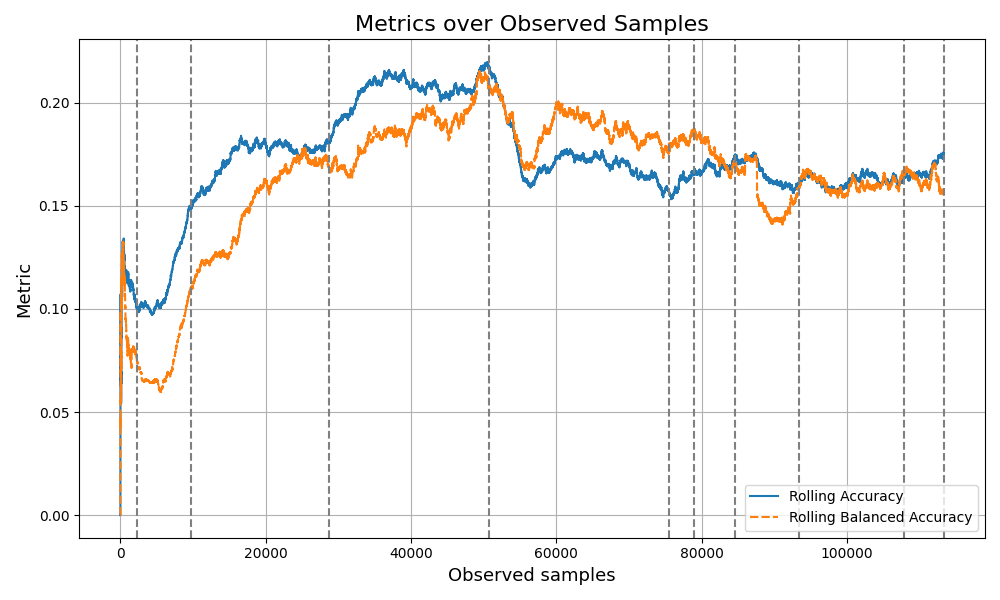 Metrics over Observed Samples
Metric
0.20
0.15
0.10
0.05
0.00
0
20000
40000
60000
80000
100000
Observed samples
Rolling Accuracy
Rolling Balanced Accuracy